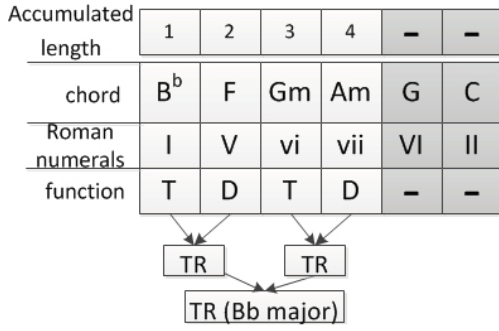 Accumulated
length 1 2 3 4 – –
chord B^b F Gm Am G C
Roman
numerals I V vi vii VI II
function T D T D – –
TR TR
TR (Bb major)